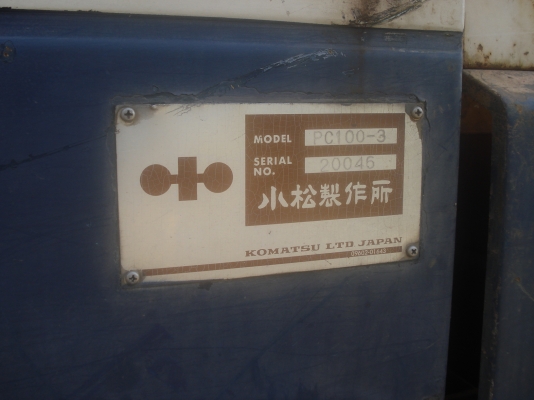 MODEL PC100-3
SERIAL NO. 20045
小松製作所
KOMATSU LTD JAPAN